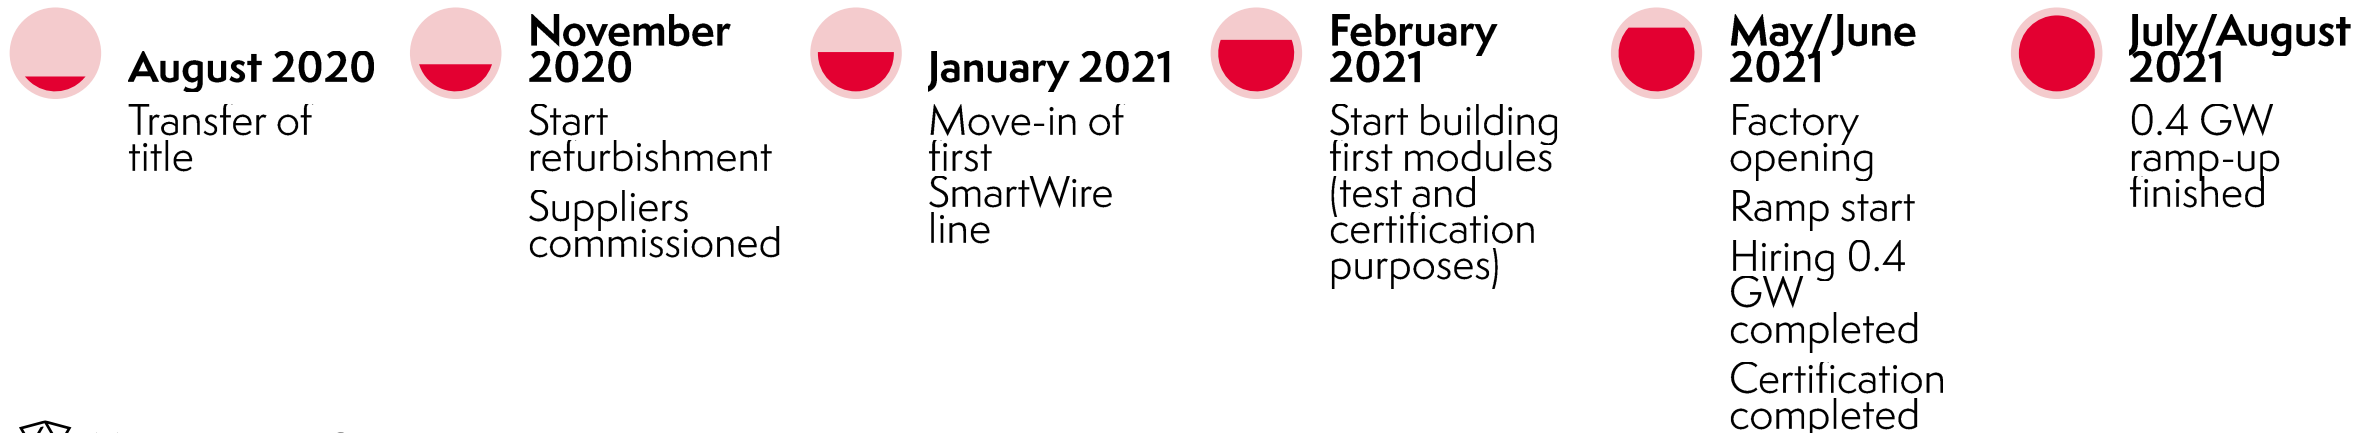 August 2020
Transfer of
title
November
2020
Start
refurbishment
Suppliers
commissioned
January 2021
Move-in of
first
SmartWire
line
February
2021
Start building
first modules
(test and
certification
purposes)
May/June
2021
Factory
opening
Ramp start
Hiring 0.4
GW
completed
Certification
completed
July/August
2021
0.4 GW
ramp-up
finished